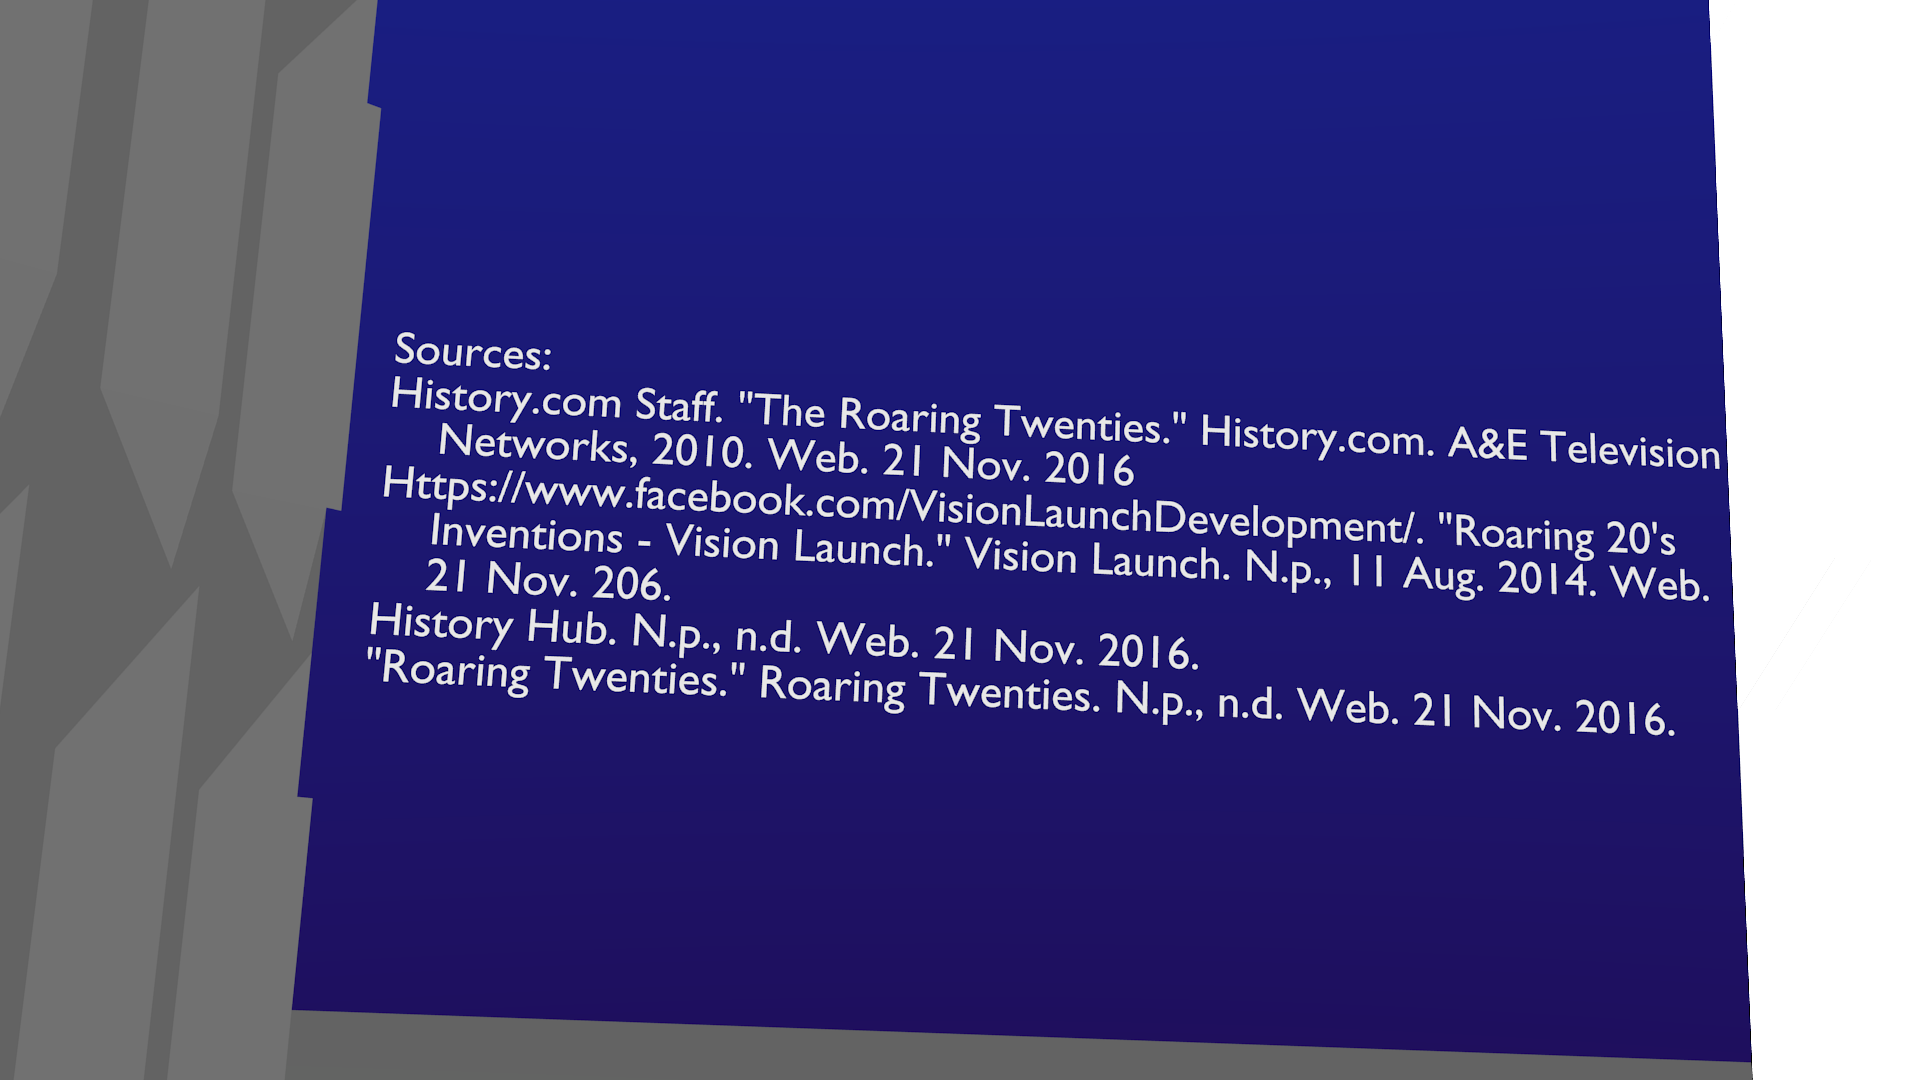 Sources:
History.com Staff. "The Roaring Twenties." History.com. A&E Television
Networks, 2010. Web. 21 Nov. 2016
Https://www.facebook.com/VisionLaunchDevelopment/. "Roaring 20's
Inventions - Vision Launch." Vision Launch. N.p., 11 Aug. 2014. Web.
21 Nov. 206.
History Hub. N.p., n.d. Web. 21 Nov. 2016.
"Roaring Twenties." Roaring Twenties. N.p., n.d. Web. 21 Nov. 2016.